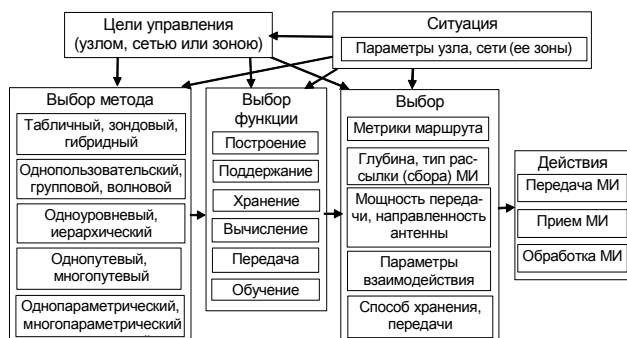 Цели управления
(узлом, сетью или зоною)
Ситуация
Параметры узла, сети (ее зоны)
Выбор метода
Табличный, зондовый,
гибридный
Однопользовательский,
групповой, волновой
Одноуровневый,
иерархический
Однопутевый,
многопутевый
Однопараметрический,
многопараметрический
Выбор
функции
Построение
Поддержание
Хранение
Вычисление
Передача
Обучение
Выбор
Метрики маршрута
Глубина, тип рас-
сылки (сбора) МИ
Мощность переда-
чи, направленность
антенны
Параметры
взаимодействия
Способ хранения,
передачи
Действия
Передача МИ
Прием МИ
Обработка МИ